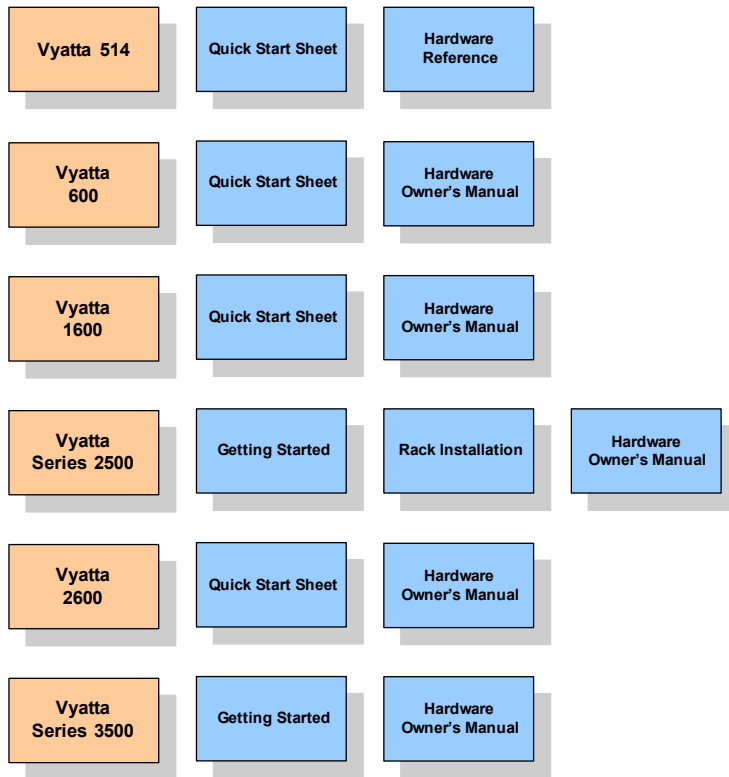 Vyatta 514
Quick Start Sheet
Hardware
Reference
Vyatta
600
Quick Start Sheet
Hardware
Owner's Manual
Vyatta
1600
Quick Start Sheet
Hardware
Owner's Manual
Vyatta
Series 2500
Getting Started
Rack Installation
Hardware
Owner's Manual
Vyatta
2600
Quick Start Sheet
Hardware
Owner's Manual
Vyatta
Series 3500
Getting Started
Hardware
Owner's Manual